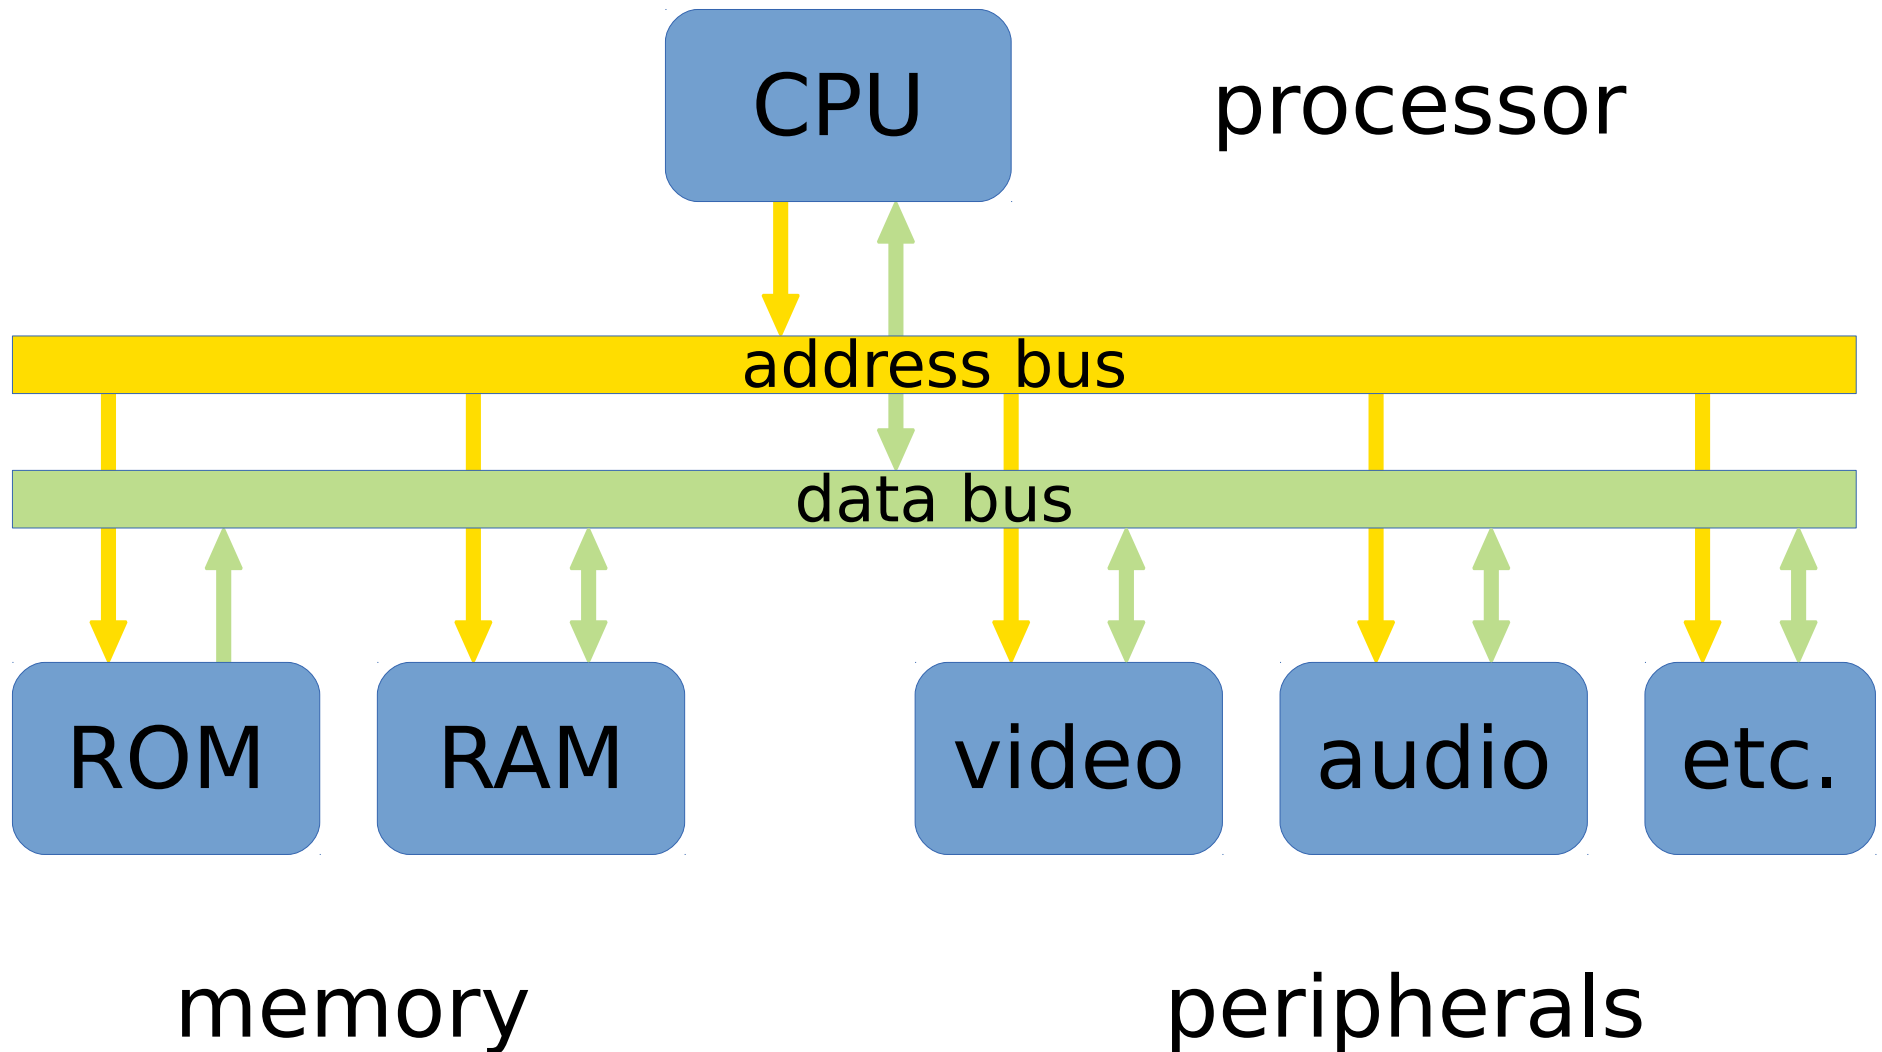 CPU
processor
address bus
data bus
ROM
RAM
video
audio
etc.
memory
peripherals